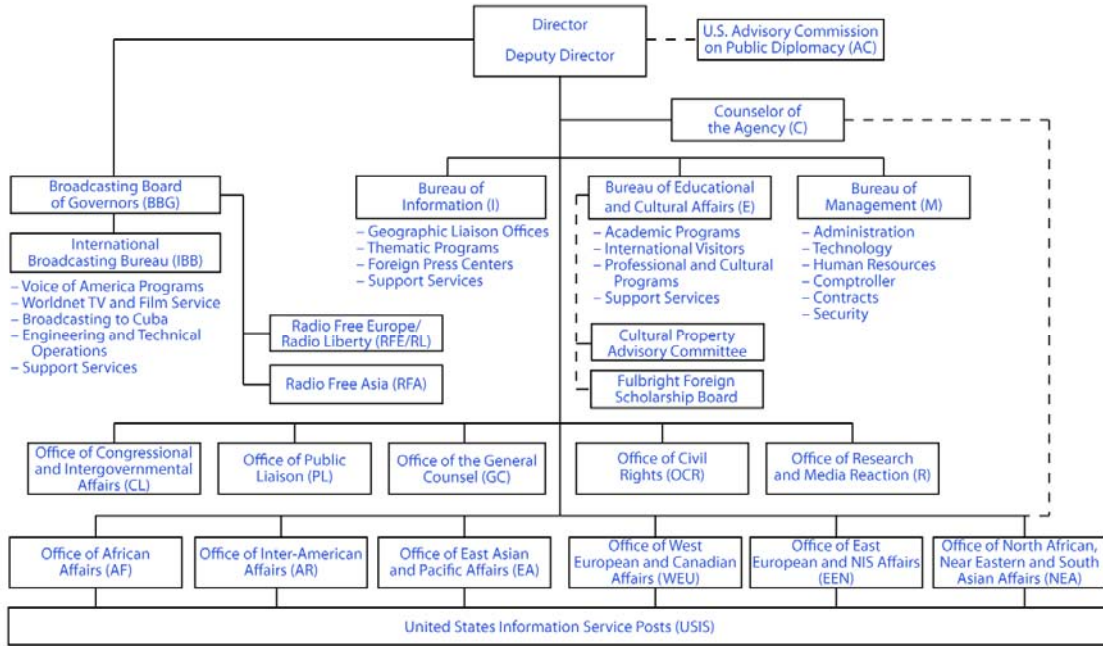 Director
Deputy Director
U.S. Advisory Commission
on Public Diplomacy (AC)
Counselor of
the Agency (C)
Broadcasting Board
of Governors (BBG)
International
Broadcasting Bureau (IBB)
– Voice of America Programs
– Worldnet TV and Film Service
– Broadcasting to Cuba
– Engineering and Technical
Operations
– Support Services
Radio Free Europe/
Radio Liberty (RFE/RL)
Radio Free Asia (RFA)
Bureau of
Information (I)
– Geographic Liaison Offices
– Thematic Programs
– Foreign Press Centers
– Support Services
Bureau of Educational
and Cultural Affairs (E)
– Academic Programs
– International Visitors
– Professional and Cultural
Programs
– Support Services
Cultural Property
Advisory Committee
Fulbright Foreign
Scholarship Board
Bureau of
Management (M)
– Administration
– Technology
– Human Resources
– Comptroller
– Contracts
– Security
Office of Congressional
and Intergovernmental
Affairs (CL)
Office of Public
Liaison (PL)
Office of the General
Counsel (GC)
Office of Civil
Rights (OCR)
Office of Research
and Media Reaction (R)
Office of African
Affairs (AF)
Office of Inter-American
Affairs (AR)
Office of East Asian
and Pacific Affairs (EA)
Office of West
European and Canadian
Affairs (WEU)
Office of East
European and NIS Affairs
(EEN)
Office of North African,
Near Eastern and South
Asian Affairs (NEA)
United States Information Service Posts (USIS)